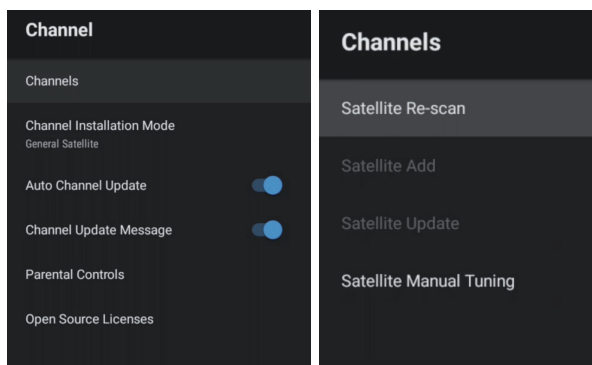 Channel
Channels
Channel Installation Mode
General Satellite
Auto Channel Update
Channel Update Message
Parental Controls
Open Source Licenses
Channels
Satellite Re-scan
Satellite Add
Satellite Update
Satellite Manual Tuning